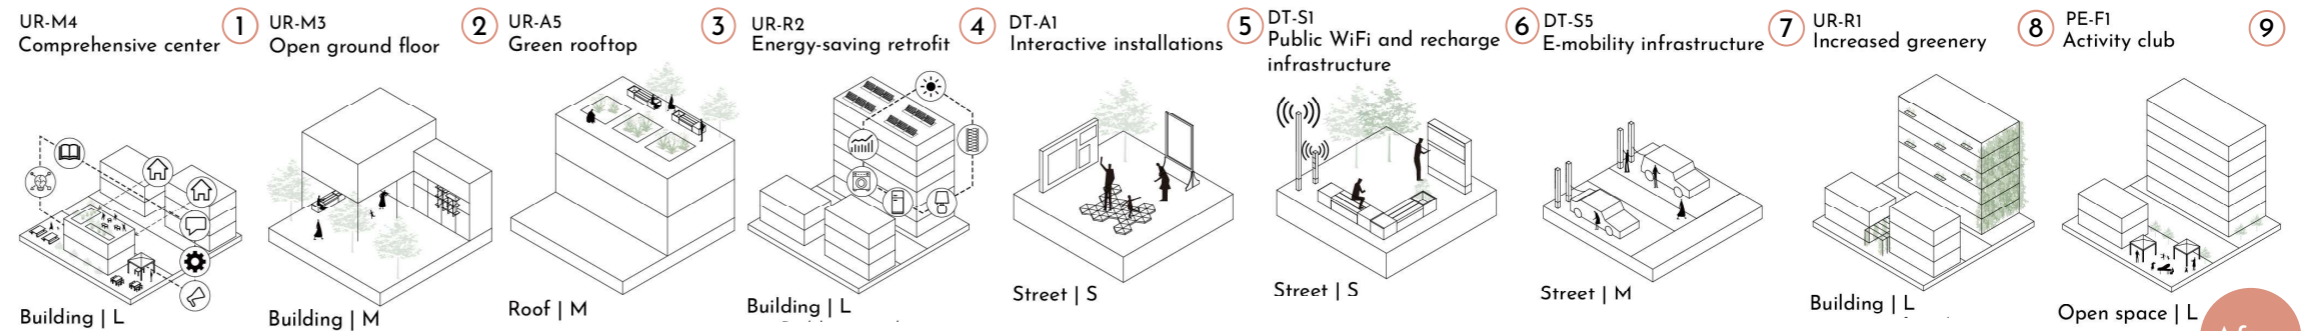 UR-M4
Comprehensive center
1
UR-M3
Open ground floor
2
UR-A5
Green rooftop
3
UR-R2
Energy-saving retrofit
4
DT-A1
Interactive installations
5
DT-S1
Public WiFi and recharge
infrastructure
6
DT-S5
E-mobility infrastructure
7
UR-R1
Increased greenery
8
PE-F1
Activity club
9
Building | L
Building | M
Roof | M
Building | L
Street | S
Street | S
Street | M
Building | L
Open space | L